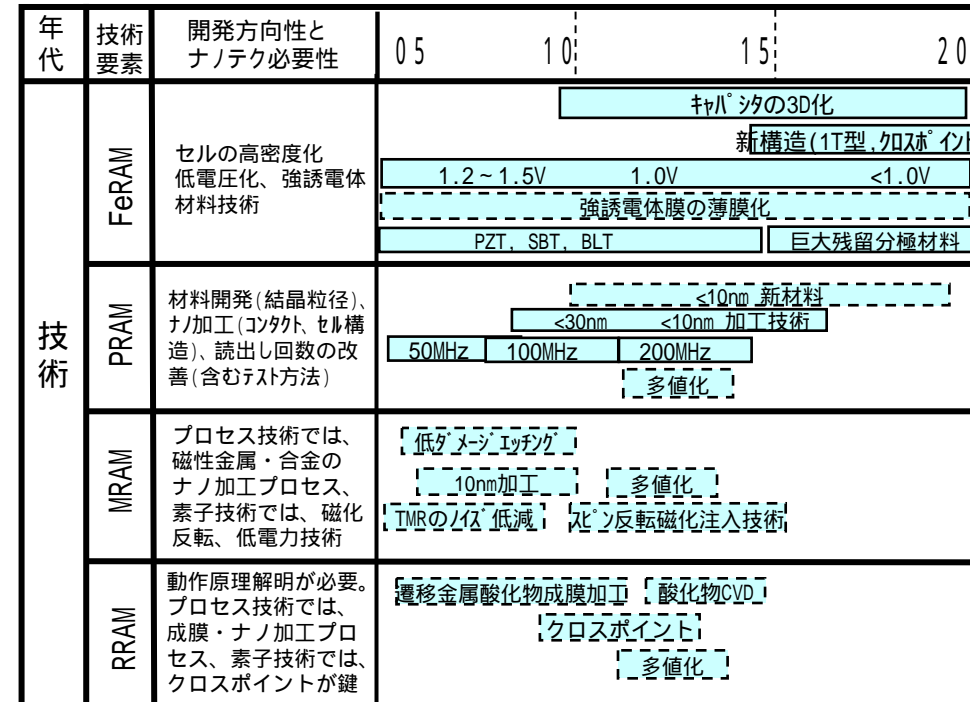 年代
技術要素
開発方向性と
ナノテク必要性
05 10 15 20
技術
FeRAM
セルの高密度化
低電圧化、強誘電体
材料技術
ｷｬﾊﾟｼﾀの3D化
新構造(1T型,ｸﾛｽﾎﾟｲﾝﾄ
1.2～1.5V 1.0V <1.0V
強誘電体膜の薄膜化
PZT, SBT, BLT 巨大残留分極材料
PRAM
材料開発(結晶粒径)、
ﾅﾉ加工(ｺﾝﾀｸﾄ、ｾﾙ構
造)、読出し回数の改
善(含むﾃｽﾄ方法)
<10nm 新材料
<30nm <10nm 加工技術
50MHz 100MHz 200MHz
多値化
MRAM
プロセス技術では、
磁性金属・合金の
ナノ加工プロセス、
素子技術では、磁化
反転、低電力技術
低ﾀﾞﾒｰｼﾞｴｯﾁﾝｸﾞ
10nm加工 多値化
TMRのﾉｲｽﾞ低減 ｽﾋﾟﾝ反転磁化注入技術
RRAM
動作原理解明が必要。
プロセス技術では、
成膜・ナノ加工プロ
セス、素子技術では、
クロスポイントが鍵
遷移金属酸化物成膜加工 酸化物CVD
クロスポイント
多値化